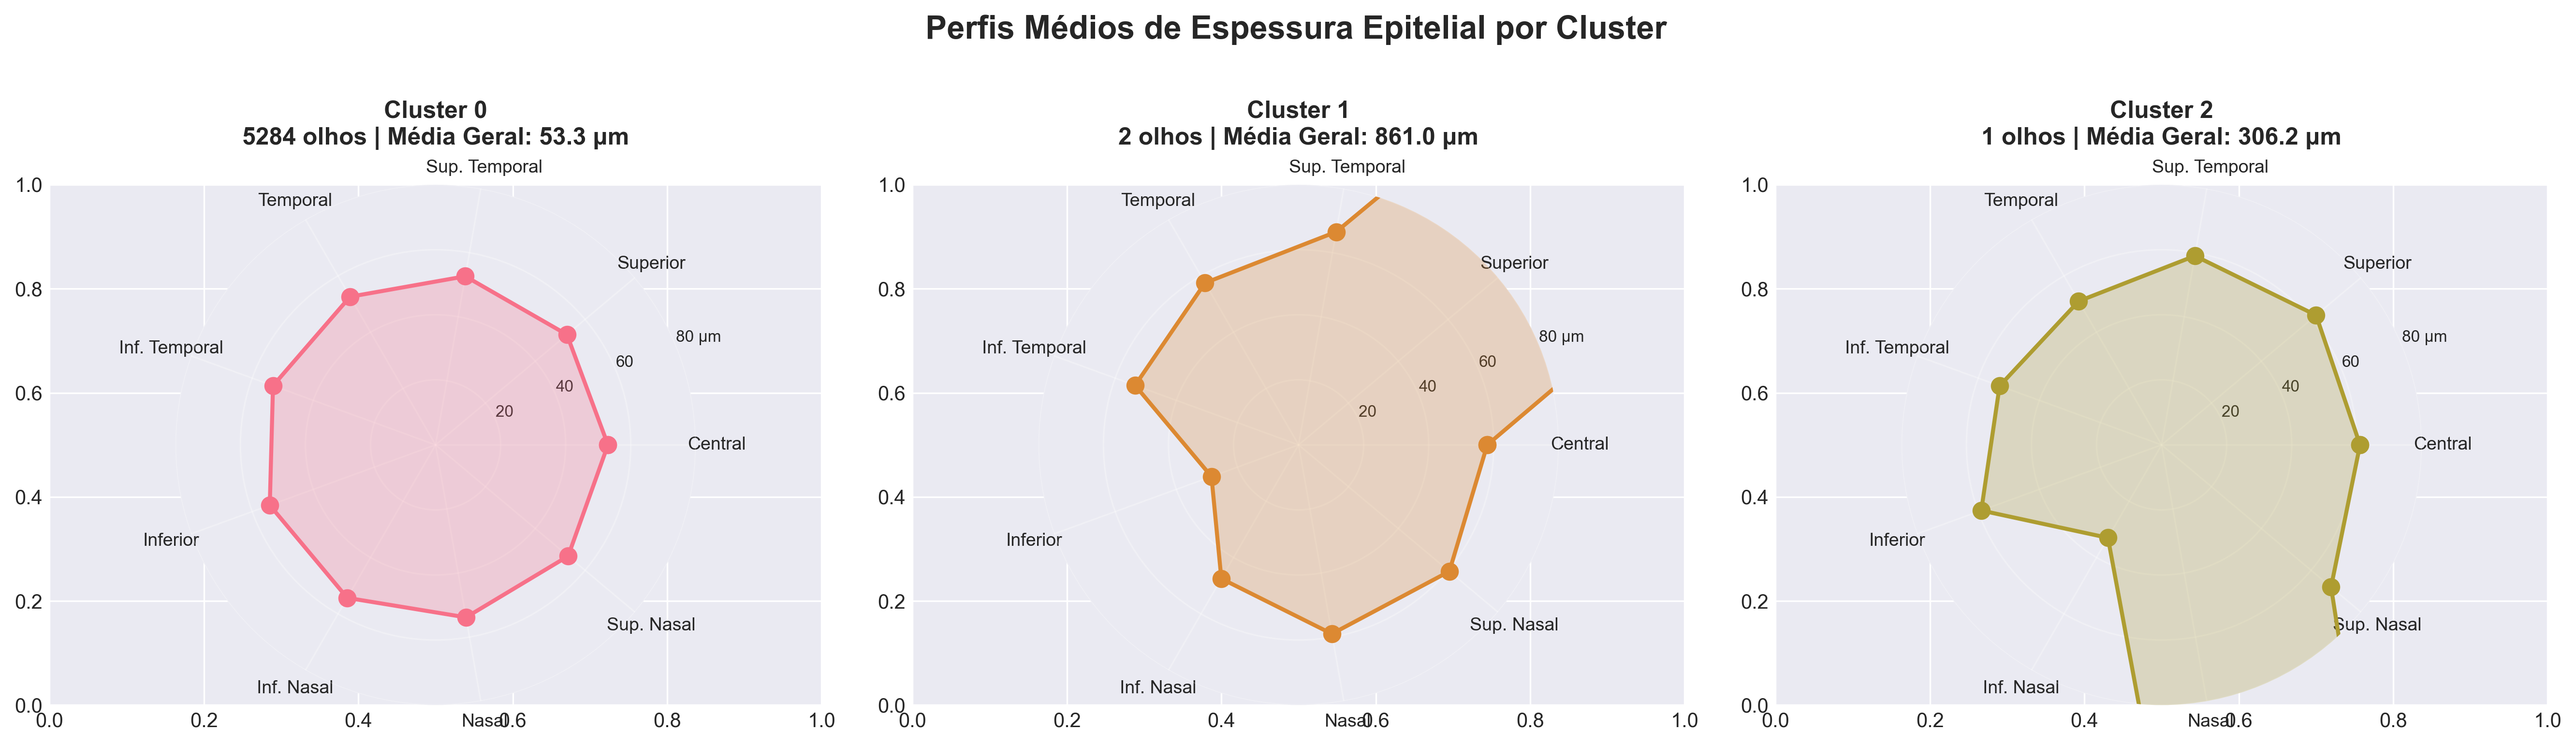 Perfis Médios de Espessura Epitelial por Cluster
Cluster 0
5284 olhos | Média Geral: 53.3 µm
Sup. Temporal
Temporal
Superior
Inf. Temporal
80 µm
60
40
20
Central
Inferior
Sup. Nasal
Inf. Nasal
Nasal
1.0
0.8
0.6
0.4
0.2
0.0
0.0
0.2
0.4
0.6
0.8
1.0
Cluster 1
2 olhos | Média Geral: 861.0 µm
Sup. Temporal
Temporal
Superior
Inf. Temporal
80 µm
60
40
20
Central
Inferior
Sup. Nasal
Inf. Nasal
Nasal
1.0
0.8
0.6
0.4
0.2
0.0
0.0
0.2
0.4
0.6
0.8
1.0
Cluster 2
1 olhos | Média Geral: 306.2 µm
Sup. Temporal
Temporal
Superior
Inf. Temporal
80 µm
60
40
20
Central
Inferior
Sup. Nasal
Inf. Nasal
Nasal
1.0
0.8
0.6
0.4
0.2
0.0
0.0
0.2
0.4
0.6
0.8
1.0